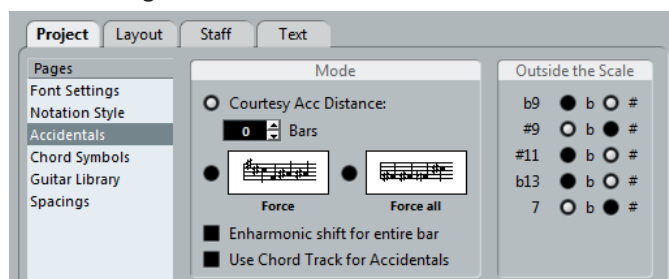 Project Layout Staff Text
Pages
Font Settings
Notation Style
Accidentals
Chord Symbols
Guitar Library
Spacings
Mode
Courtesy Acc Distance:
0 Bars
Force Force all
Enharmonic shift for entire bar
Use Chord Track for Accidentals
Outside the Scale
b9 b #
#9 b #
#11 b #
b13 b #
7 b #